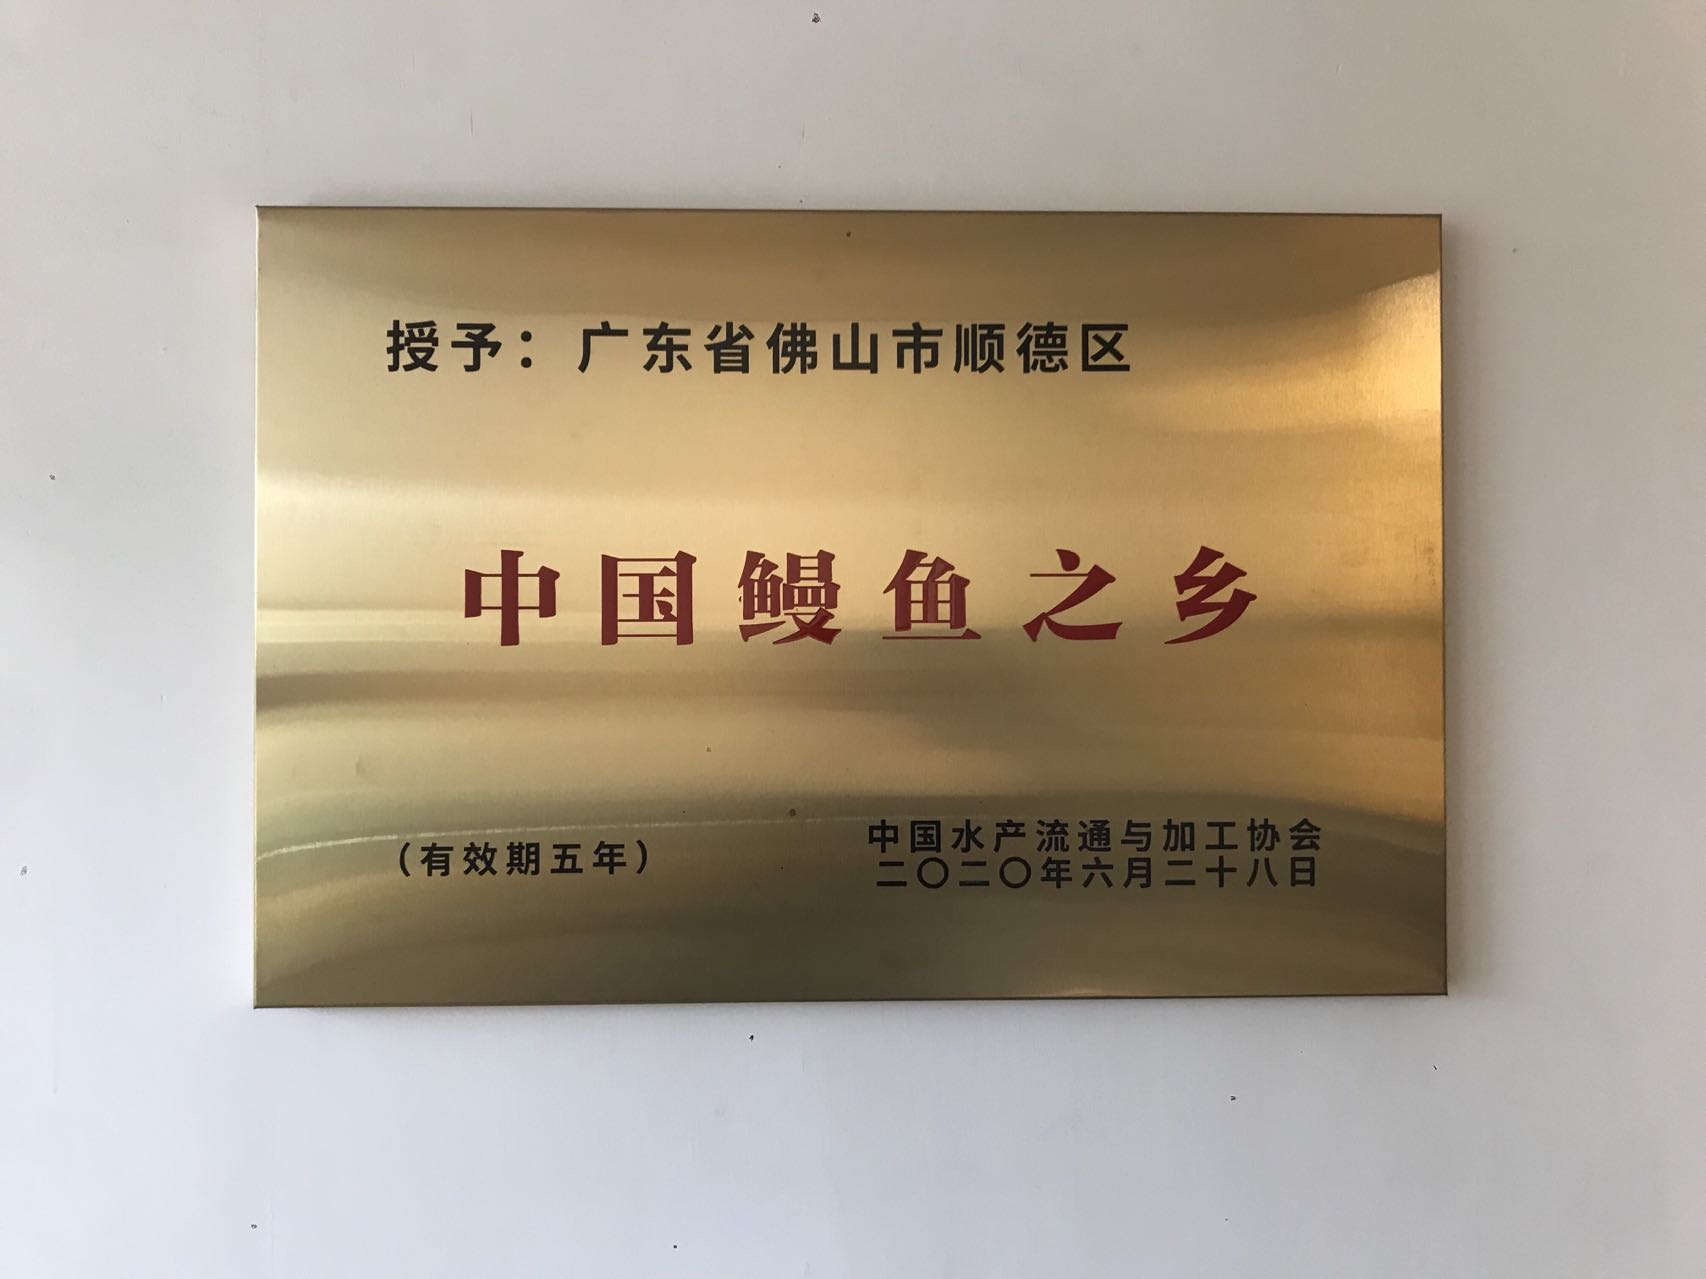 授予：广东省佛山市顺德区
中国鳗鱼之乡
（有效期五年）
中国水产流通与加工协会
二〇二〇年六月二十八日